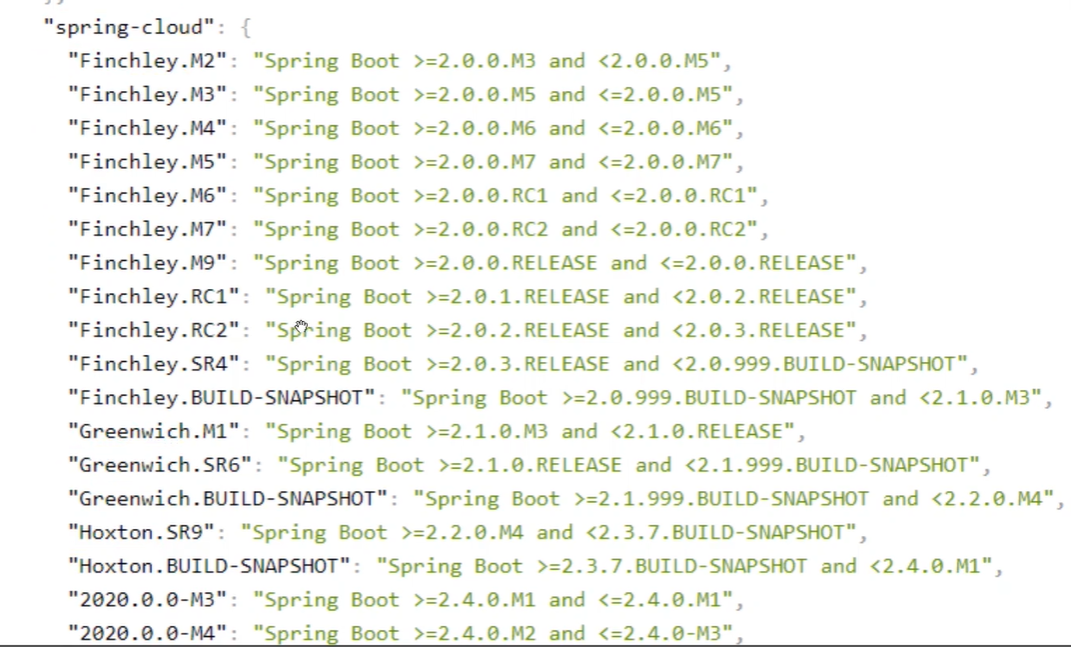 "spring-cloud": {
"Finchley.M2": "Spring Boot >=2.0.0.M3 and <2.0.0.M5",
"Finchley.M3": "Spring Boot >=2.0.0.M5 and <=2.0.0.M5",
"Finchley.M4": "Spring Boot >=2.0.0.M6 and <=2.0.0.M6",
"Finchley.M5": "Spring Boot >=2.0.0.M7 and <=2.0.0.M7",
"Finchley.M6": "Spring Boot >=2.0.0.RC1 and <=2.0.0.RC1",
"Finchley.M7": "Spring Boot >=2.0.0.RC2 and <=2.0.0.RC2",
"Finchley.M9": "Spring Boot >=2.0.0.RELEASE and <=2.0.0.RELEASE",
"Finchley.RC1": "Spring Boot >=2.0.1.RELEASE and <2.0.2.RELEASE",
"Finchley.RC2": "Spring Boot >=2.0.2.RELEASE and <2.0.3.RELEASE",
"Finchley.SR4": "Spring Boot >=2.0.3.RELEASE and <2.0.999.BUILD-SNAPSHOT",
"Finchley.BUILD-SNAPSHOT": "Spring Boot >=2.0.999.BUILD-SNAPSHOT and <2.1.0.M3",
"Greenwich.M1": "Spring Boot >=2.1.0.M3 and <2.1.0.RELEASE",
"Greenwich.SR6": "Spring Boot >=2.1.0.RELEASE and <2.1.999.BUILD-SNAPSHOT",
"Greenwich.BUILD-SNAPSHOT": "Spring Boot >=2.1.999.BUILD-SNAPSHOT and <2.2.0.M4",
"Hoxton.SR9": "Spring Boot >=2.2.0.M4 and <2.3.7.BUILD-SNAPSHOT",
"Hoxton.BUILD-SNAPSHOT": "Spring Boot >=2.3.7.BUILD-SNAPSHOT and <2.4.0.M1",
"2020.0.0-M3": "Spring Boot >=2.4.0.M1 and <=2.4.0.M1",
"2020.0.0-M4": "Spring Boot >=2.4.0.M2 and <=2.4.0-M3",